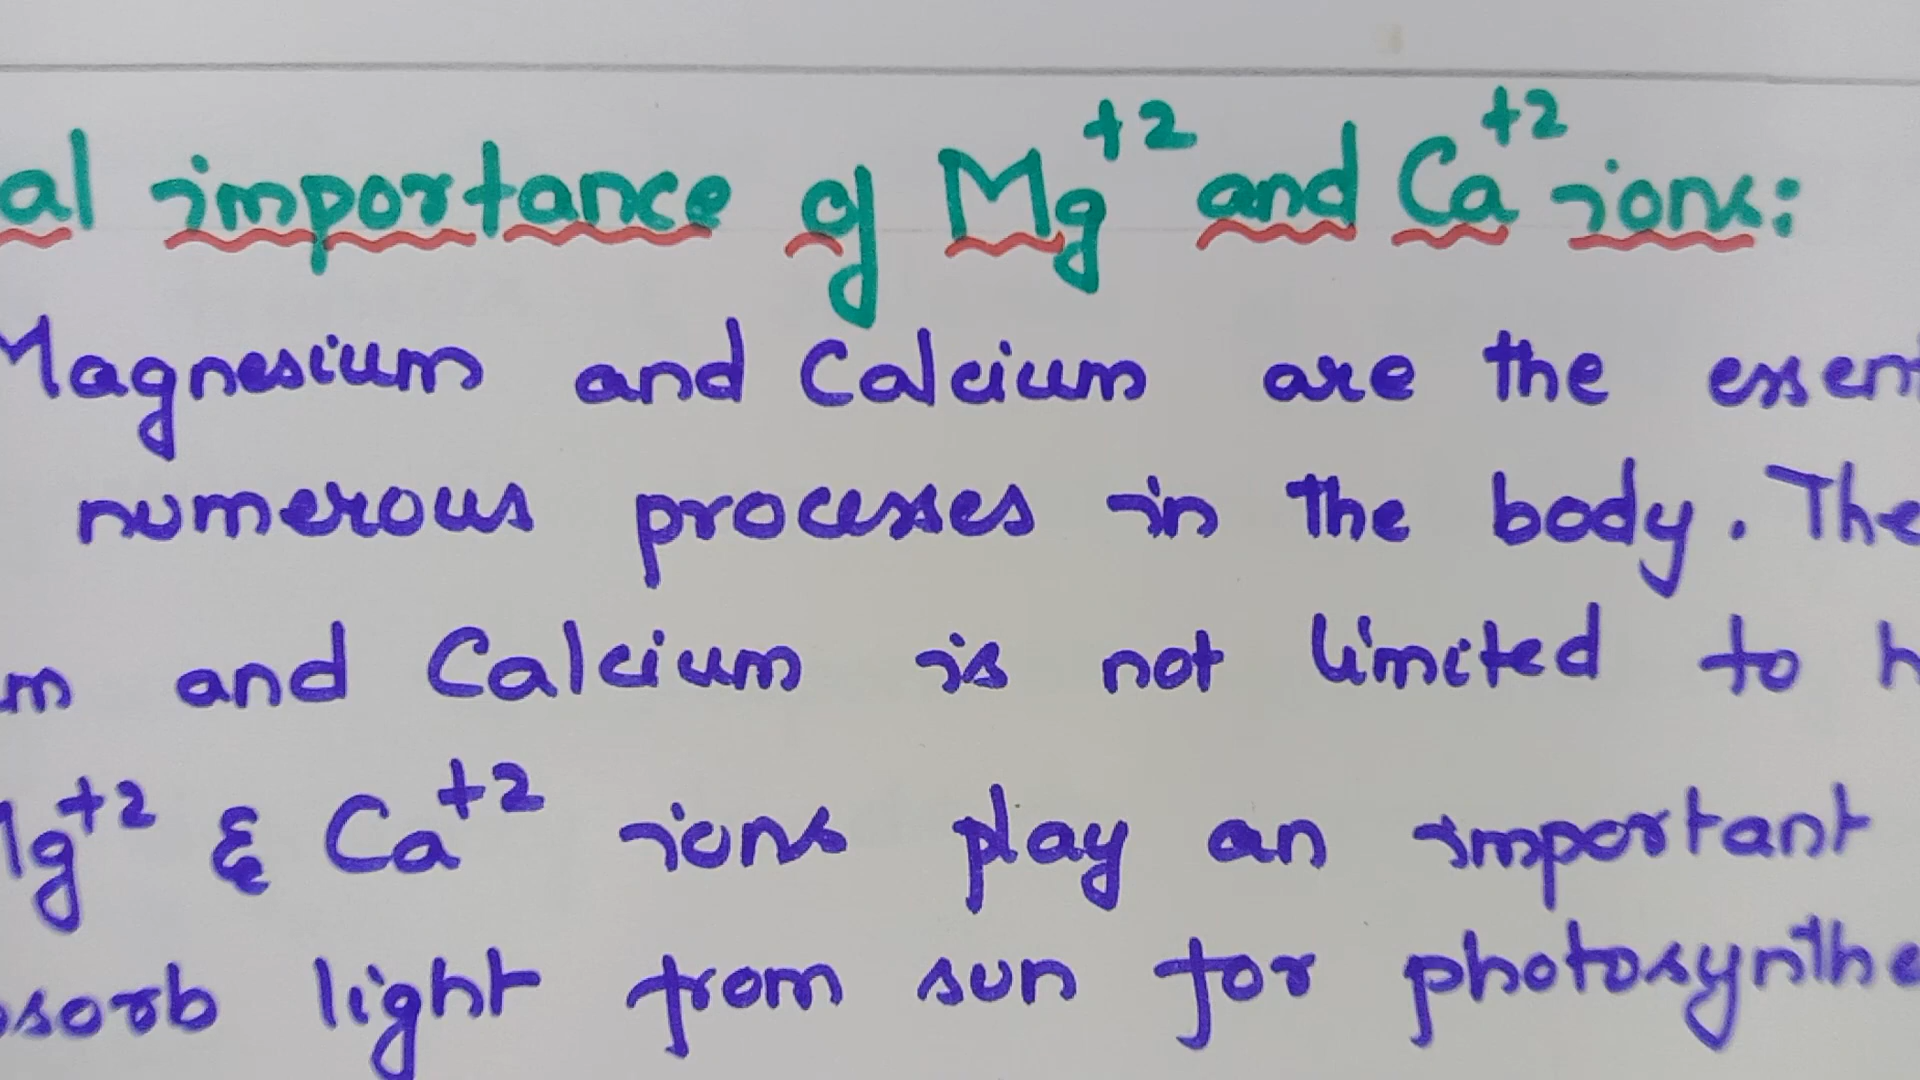 al importance of Mg+2 and Ca+2 ions:
Magnesium and Calcium are the essent
numerous processes in the body. The
m and Calcium is not limited to h
Mg+2 & Ca+2 ions play an important
bsorb light from sun for photosynthe